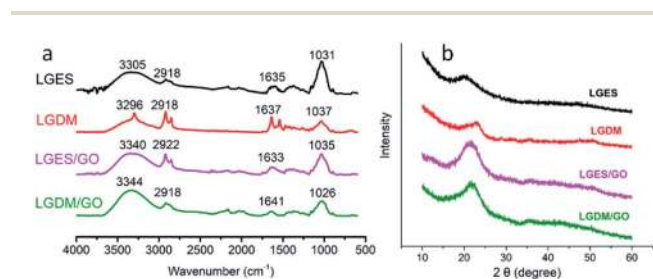 a
3305
2918
1635
1031
LGES
3296
2918
1637
1037
LGDM
3340
2922
1633
1035
LGES/GO
3344
2918
1641
1026
LGDM/GO
4000 3500 3000 2500 2000 1500 1000 500
Wavenumber (cm⁻¹)
b
Intensity
LGES
LGDM
LGES/GO
LGDM/GO
10 20 30 40 50 60
2 θ (degree)